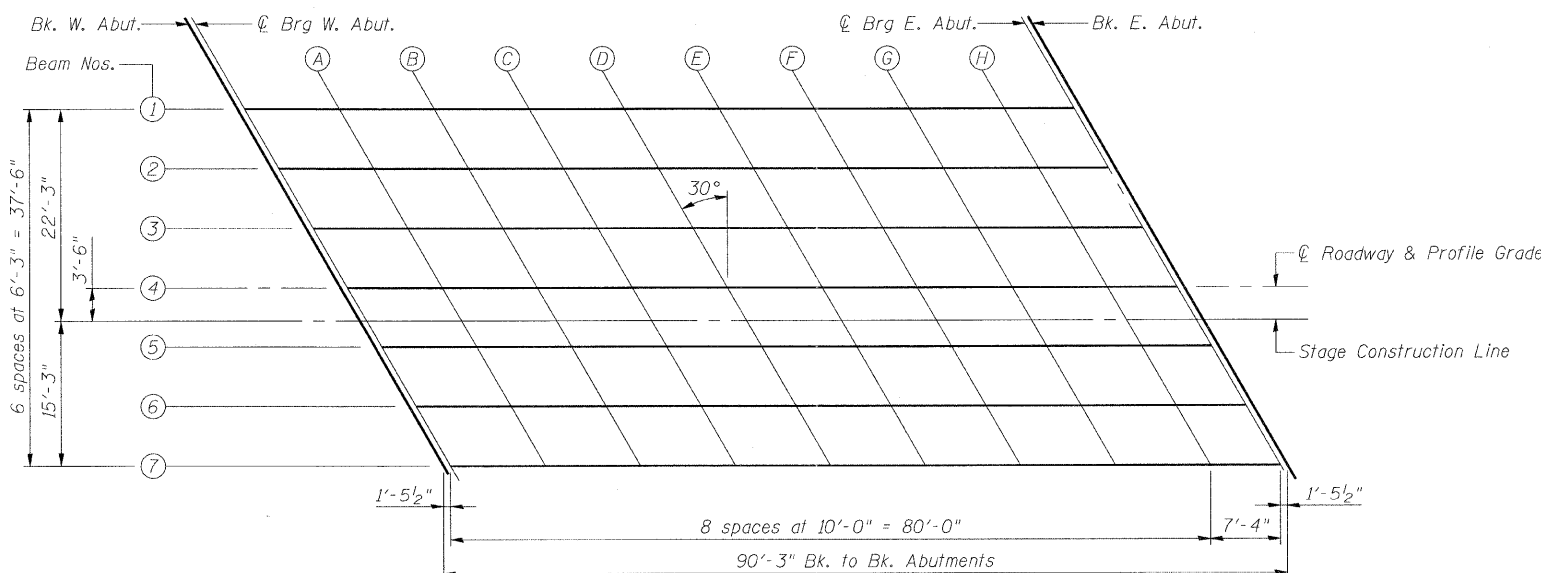 Bk. W. Abut.
℄ Brg W. Abut.
℄ Brg E. Abut.
Bk. E. Abut.
Beam Nos.
A
B
C
D
E
F
G
H
1
2
3
4
5
6
7
6 spaces at 6'-3" = 37'-6"
22'-3"
3'-6"
15'-3"
30°
℄ Roadway & Profile Grade
Stage Construction Line
1'-5½"
1'-5½"
8 spaces at 10'-0" = 80'-0"
7'-4"
90'-3" Bk. to Bk. Abutments